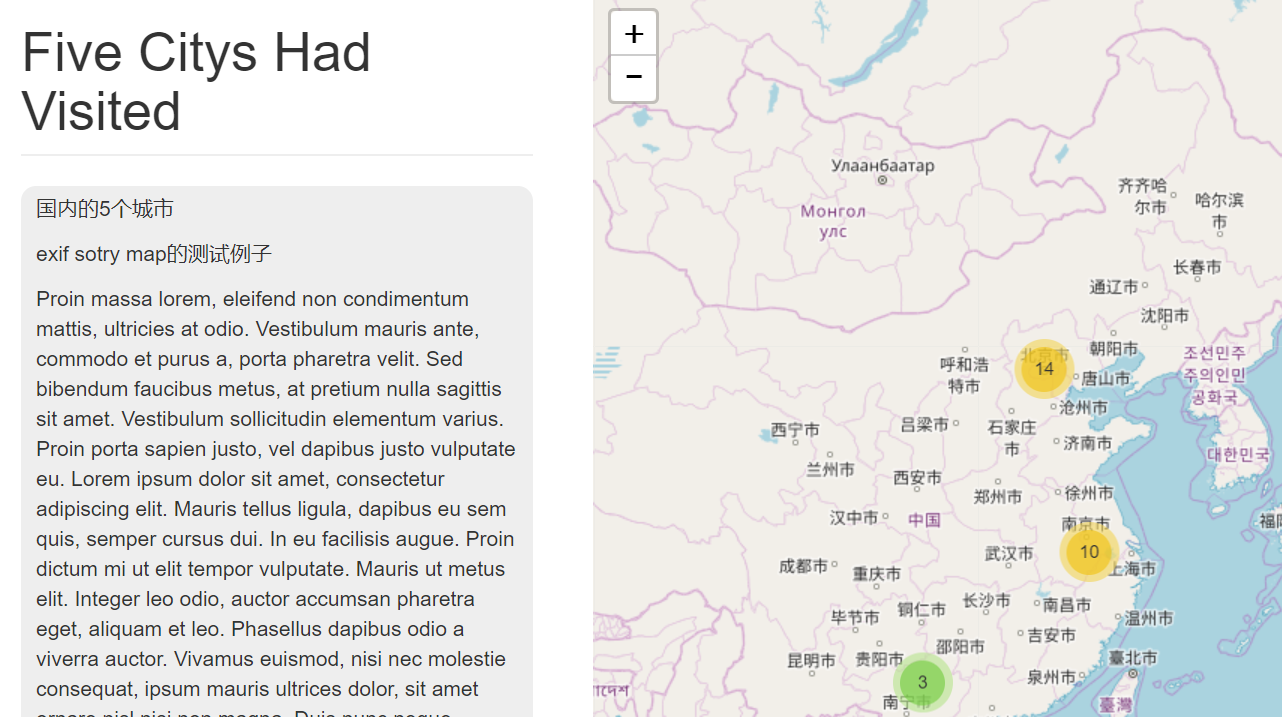 Five Citys Had
Visited
国内的5个城市
exif sotry map的测试例子
Proin massa lorem, eleifend non condimentum
mattis, ultricies at odio. Vestibulum mauris ante,
commodo et purus a, porta pharetra velit. Sed
bibendum faucibus metus, at pretium nulla sagittis
sit amet. Vestibulum sollicitudin elementum varius.
Proin porta sapien justo, vel dapibus justo vulputate
eu. Lorem ipsum dolor sit amet, consectetur
adipiscing elit. Mauris tellus ligula, dapibus eu sem
quis, semper cursus dui. In eu facilisis augue. Proin
dictum mi ut elit tempor vulputate. Mauris ut metus
elit. Integer leo odio, auctor accumsan pharetra
eget, aliquam et leo. Phasellus dapibus odio a
viverra auctor. Vivamus euismod, nisi nec molestie
consequat, ipsum mauris ultrices dolor, sit amet
+
−
Улаанбаатар
Монгол
улс
齐齐哈
尔市
哈尔滨
市
长春市
通辽市
沈阳市
朝阳市
北京市
14
呼和浩
特市
唐山市
조선민주
주의인민
공화국
沧州市
吕梁市
石家庄
市
济南市
西宁市
兰州市
대한민국
西安市
郑州市
徐州市
汉中市
中国
南京市
福岡
10
武汉市
上海市
成都市
重庆市
长沙市
南昌市
铜仁市
毕节市
温州市
吉安市
邵阳市
昆明市
贵阳市
臺北市
泉州市
3
南宁市
臺灣